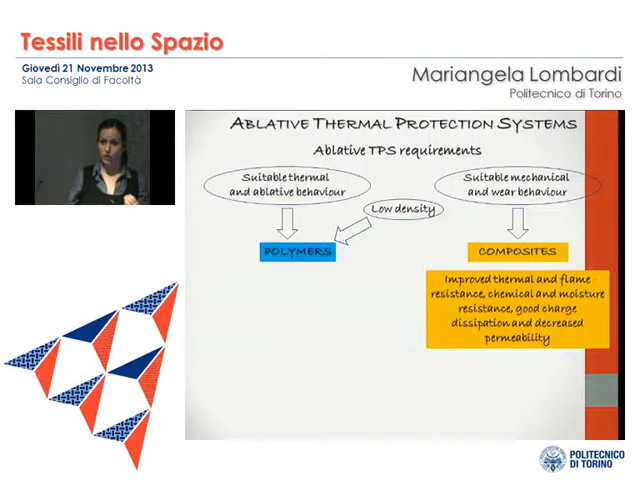 Tessili nello Spazio
Giovedì 21 Novembre 2013
Sala Consiglio di Facoltà
Mariangela Lombardi
Politecnico di Torino
ABLATIVE THERMAL PROTECTION SYSTEMS
Ablative TPS requirements
Suitable thermal
and ablative behaviour
Suitable mechanical
and wear behaviour
Low density
POLYMERS
COMPOSITES
Improved thermal and flame
resistance, chemical and moisture
resistance, good charge
dissipation and decreased
permeability
POLITECNICO
DI TORINO